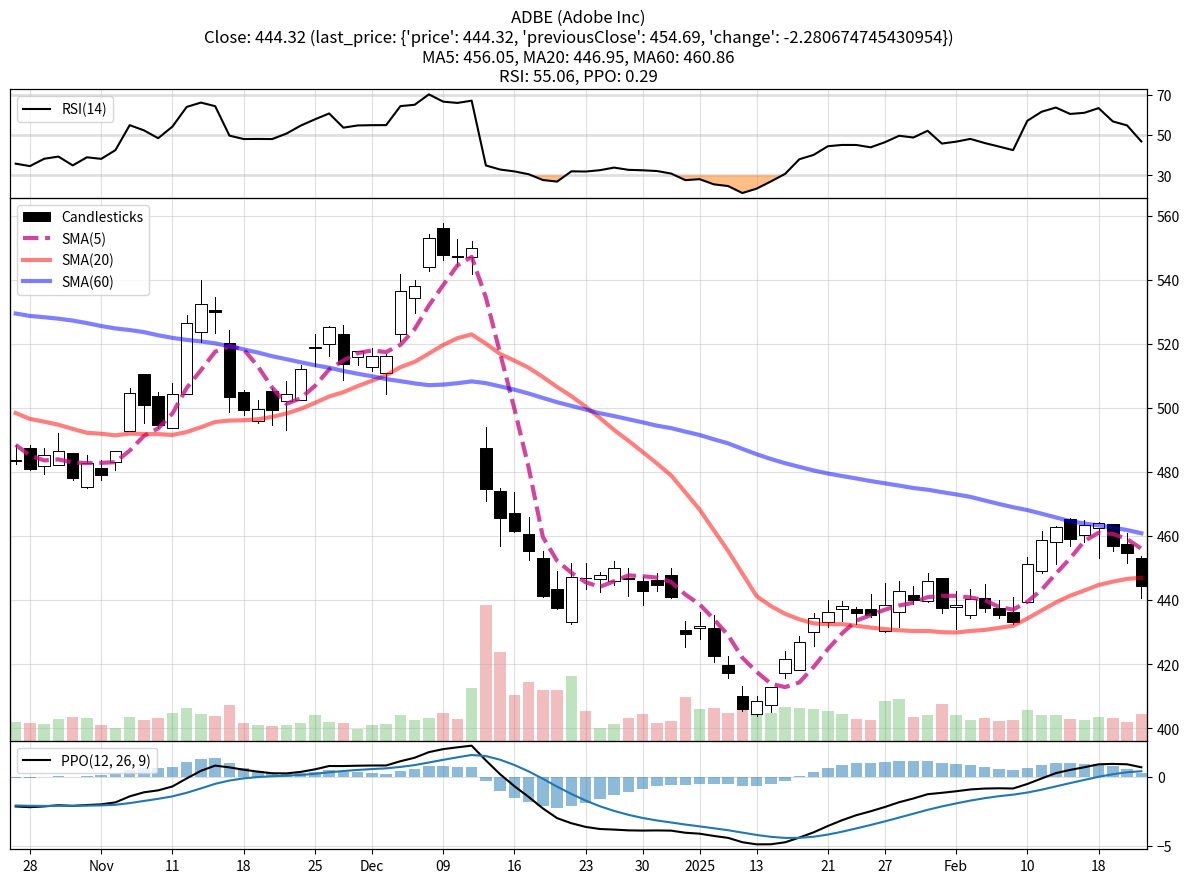 ADBE (Adobe Inc)
Close: 444.32 (last_price: {'price': 444.32, 'previousClose': 454.69, 'change': -2.280674745430954})
MA5: 456.05, MA20: 446.95, MA60: 460.86
RSI: 55.06, PPO: 0.29
RSI(14)
70
50
30
Candlesticks
SMA(5)
SMA(20)
SMA(60)
560
540
520
500
480
460
440
420
400
PPO(12, 26, 9)
0
−5
28 Nov 11 18 25 Dec 09 16 23 30 2025 13 21 27 Feb 10 18